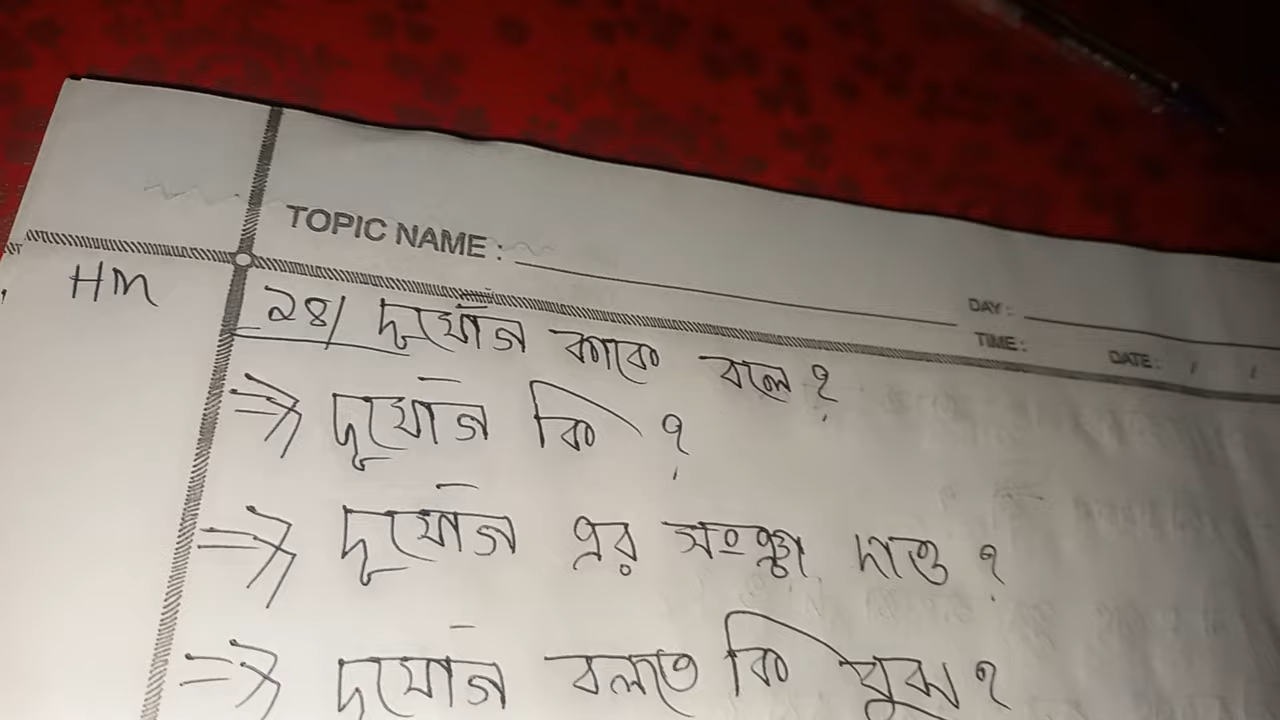 TOPIC NAME :
DAY :
TIME :
DATE : / /
HM
২৪/ দূর্যোগ কাকে বলে ?
⇒ দূর্যোগ কি ?
⇒ দূর্যোগ এর সংজ্ঞা দাও ?
⇒ দূর্যোগ বলতে কি বুঝ ?